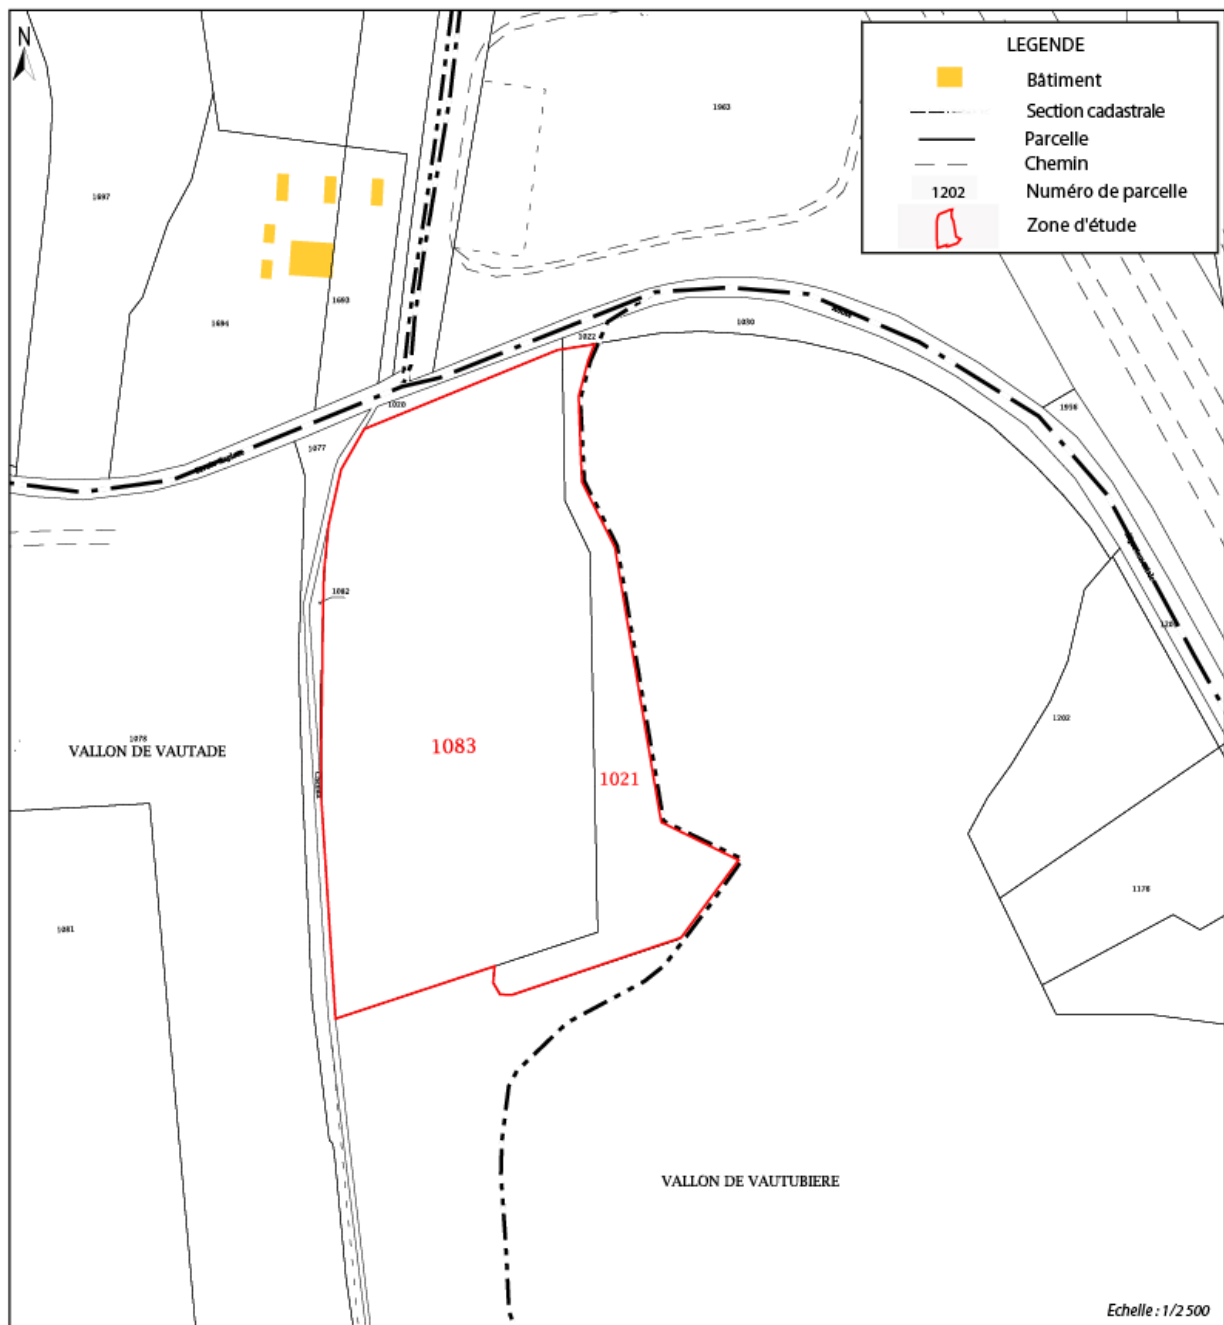 N
LEGENDE
Bâtiment
Section cadastrale
Parcelle
Chemin
1202 Numéro de parcelle
Zone d'étude
1963
1697
1693
1694
1022
1030
1020
1077
1082
1202
1078
VALLON DE VAUTADE
1083
1021
1178
1081
VALLON DE VAUTUBIERE
Echelle : 1/2 500